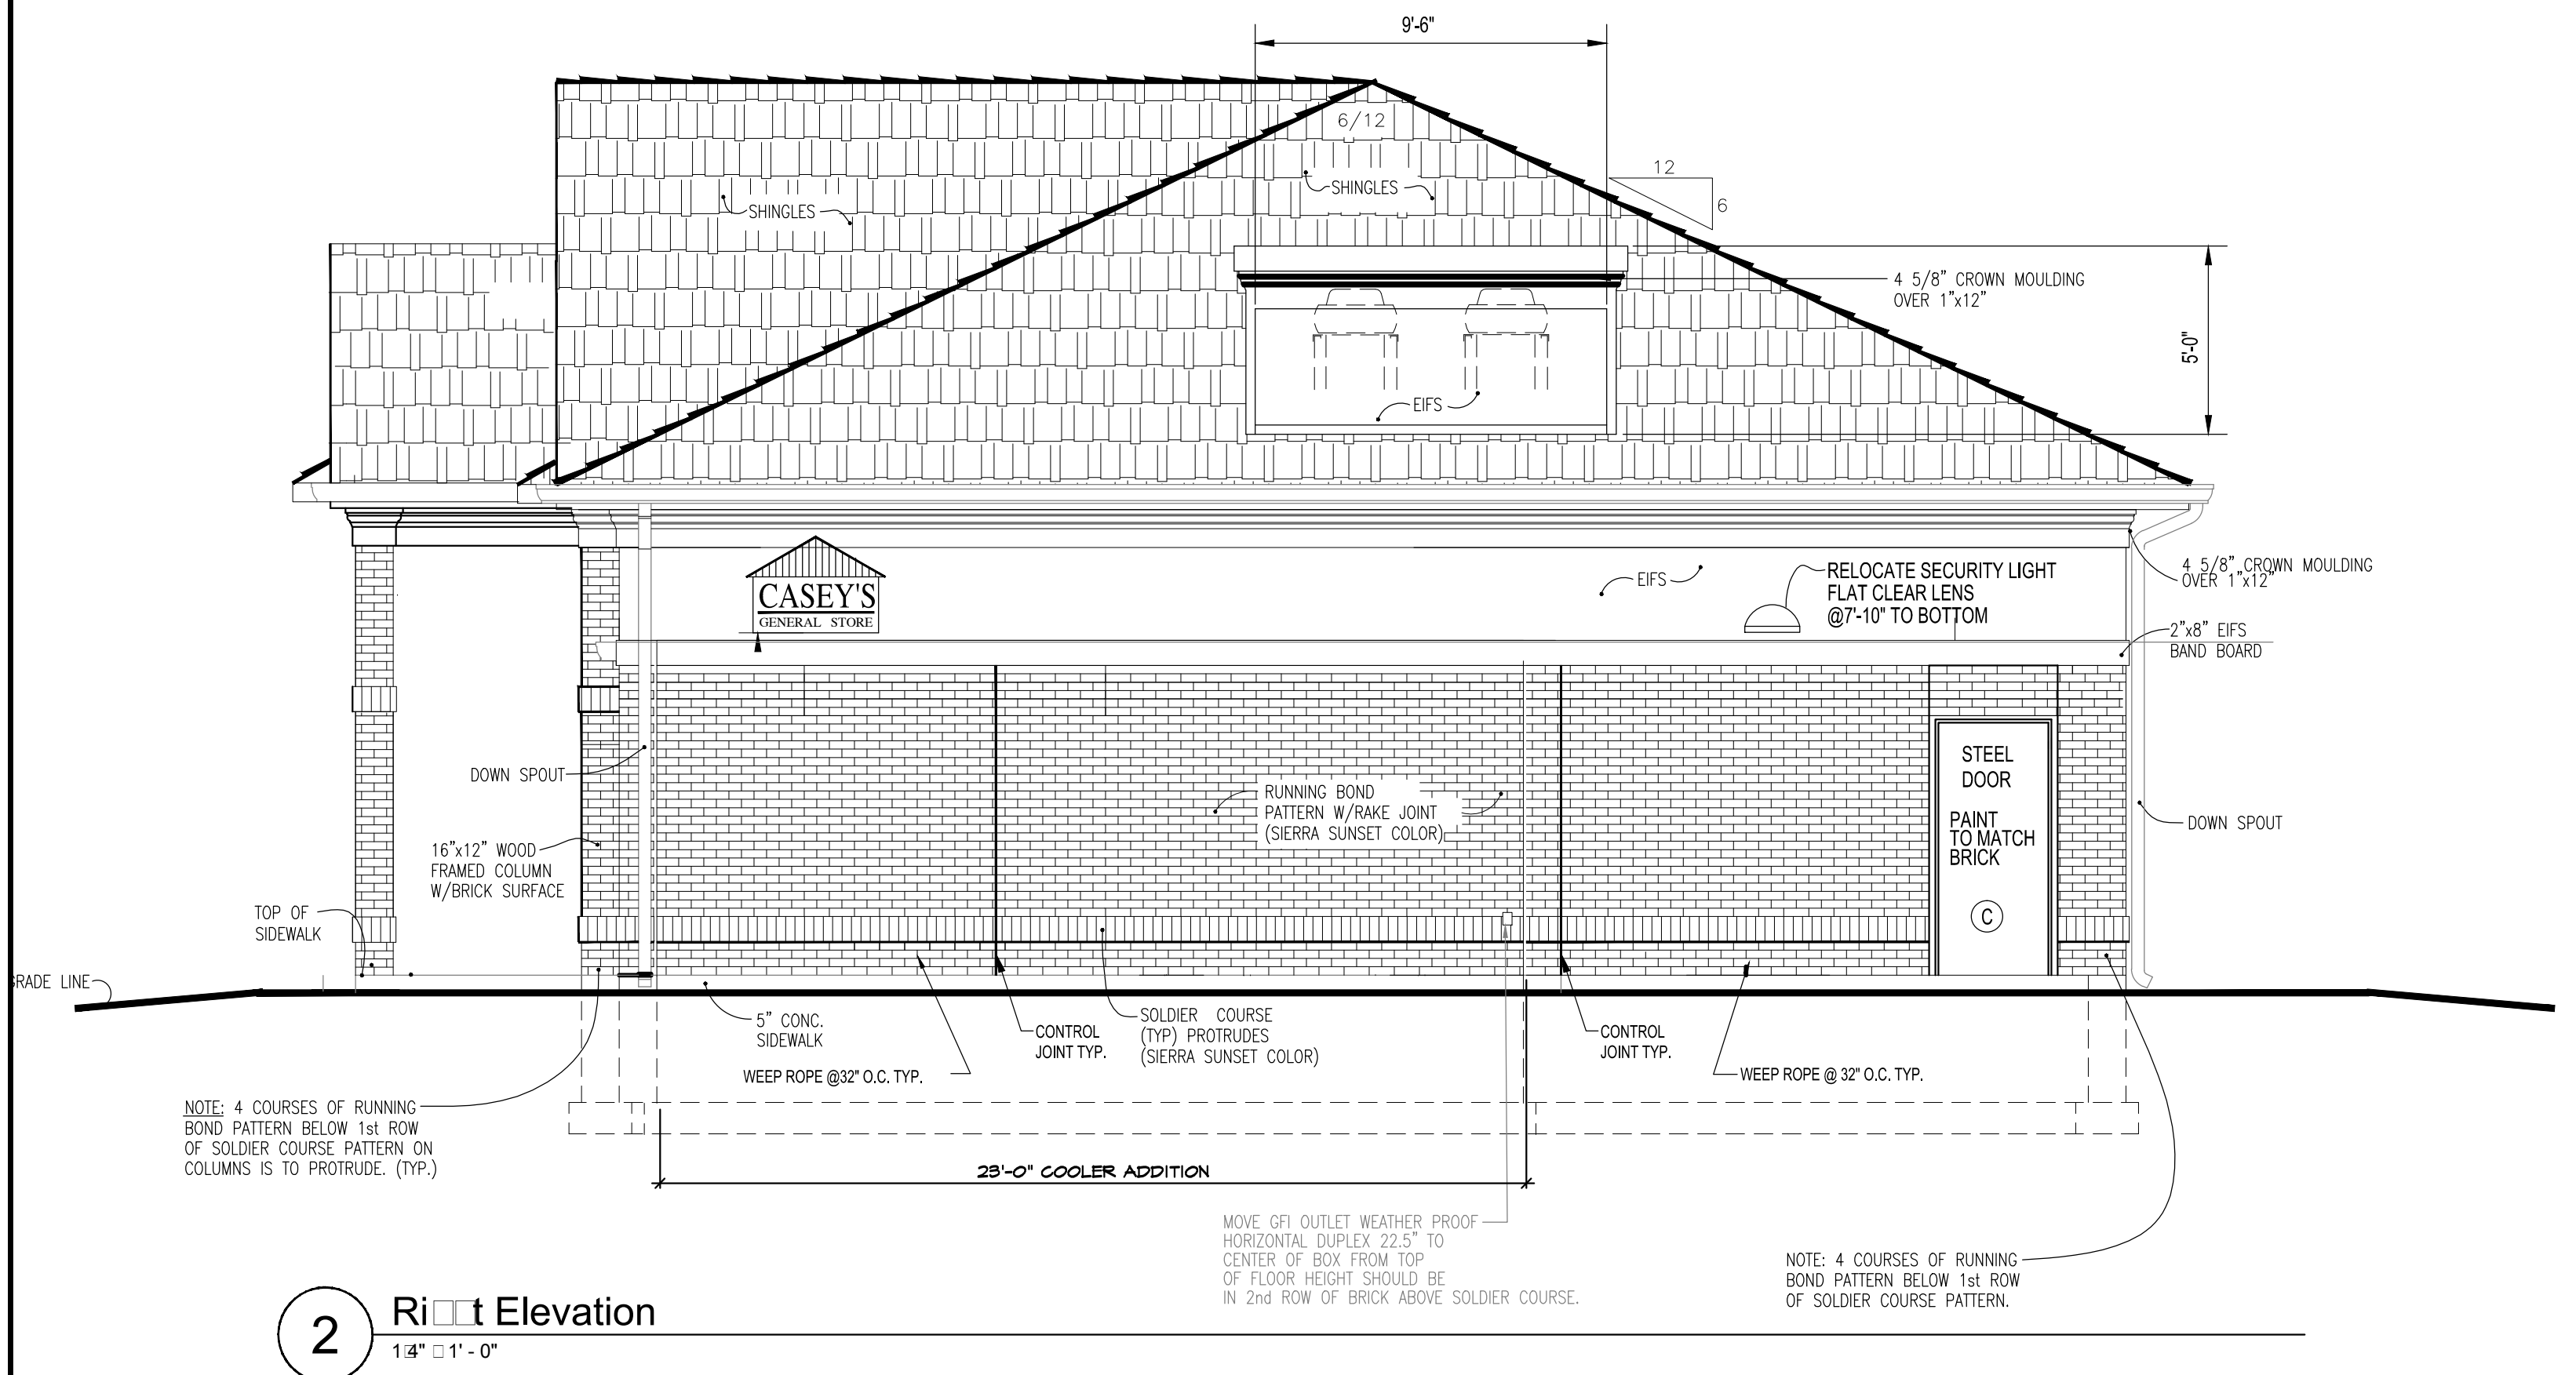 9'-6"
6/12
12
6
SHINGLES
SHINGLES
4 5/8" CROWN MOULDING
OVER 1"x12"
5'-0"
EIFS
CASEY'S
GENERAL STORE
EIFS
RELOCATE SECURITY LIGHT
FLAT CLEAR LENS
@7'-10" TO BOTTOM
4 5/8" CROWN MOULDING
OVER 1"x12"
2"x8" EIFS
BAND BOARD
DOWN SPOUT
STEEL
DOOR
PAINT
TO MATCH
BRICK
C
RUNNING BOND
PATTERN W/RAKE JOINT
(SIERRA SUNSET COLOR)
DOWN SPOUT
16"x12" WOOD
FRAMED COLUMN
W/BRICK SURFACE
TOP OF
SIDEWALK
RADE LINE
5" CONC.
SIDEWALK
CONTROL
JOINT TYP.
SOLDIER COURSE
(TYP) PROTRUDES
(SIERRA SUNSET COLOR)
CONTROL
JOINT TYP.
WEEP ROPE @32" O.C. TYP.
WEEP ROPE @ 32" O.C. TYP.
NOTE: 4 COURSES OF RUNNING
BOND PATTERN BELOW 1st ROW
OF SOLDIER COURSE PATTERN ON
COLUMNS IS TO PROTRUDE. (TYP.)
23'-0" COOLER ADDITION
MOVE GFI OUTLET WEATHER PROOF
HORIZONTAL DUPLEX 22.5" TO
CENTER OF BOX FROM TOP
OF FLOOR HEIGHT SHOULD BE
IN 2nd ROW OF BRICK ABOVE SOLDIER COURSE.
NOTE: 4 COURSES OF RUNNING
BOND PATTERN BELOW 1st ROW
OF SOLDIER COURSE PATTERN.
2
Ri□□t Elevation
1□4" □ 1' - 0"